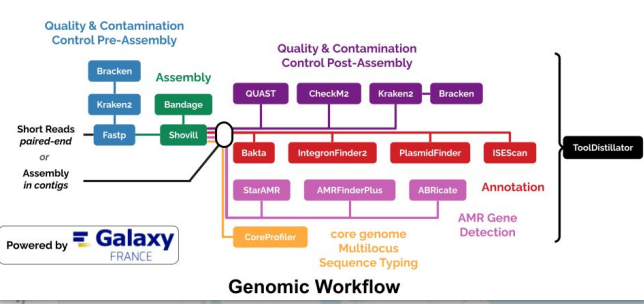 Quality & Contamination
Control Pre-Assembly
Bracken
Kraken2
Fastp
Assembly
Bandage
Shovill
Short Reads
paired-end
or
Assembly
in contigs
Quality & Contamination
Control Post-Assembly
QUAST
CheckM2
Kraken2
Bracken
Bakta
IntegronFinder2
PlasmidFinder
ISEScan
Annotation
StarAMR
AMRFinderPlus
ABRicate
AMR Gene
Detection
CoreProfiler
core genome
Multilocus
Sequence Typing
ToolDistillator
Powered by Galaxy
FRANCE
Genomic Workflow